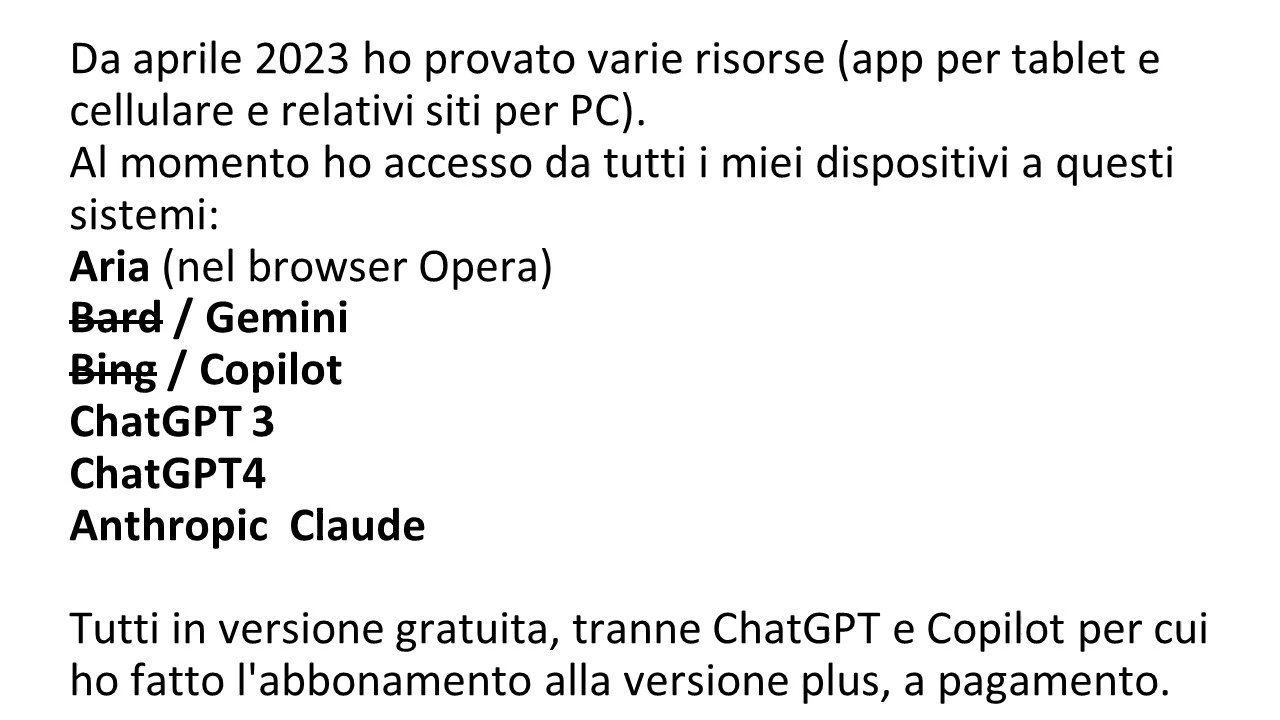 Da aprile 2023 ho provato varie risorse (app per tablet e
cellulare e relativi siti per PC).
Al momento ho accesso da tutti i miei dispositivi a questi
sistemi:
Aria (nel browser Opera)
Bard / Gemini
Bing / Copilot
ChatGPT 3
ChatGPT4
Anthropic  Claude
Tutti in versione gratuita, tranne ChatGPT e Copilot per cui
ho fatto l'abbonamento alla versione plus, a pagamento.